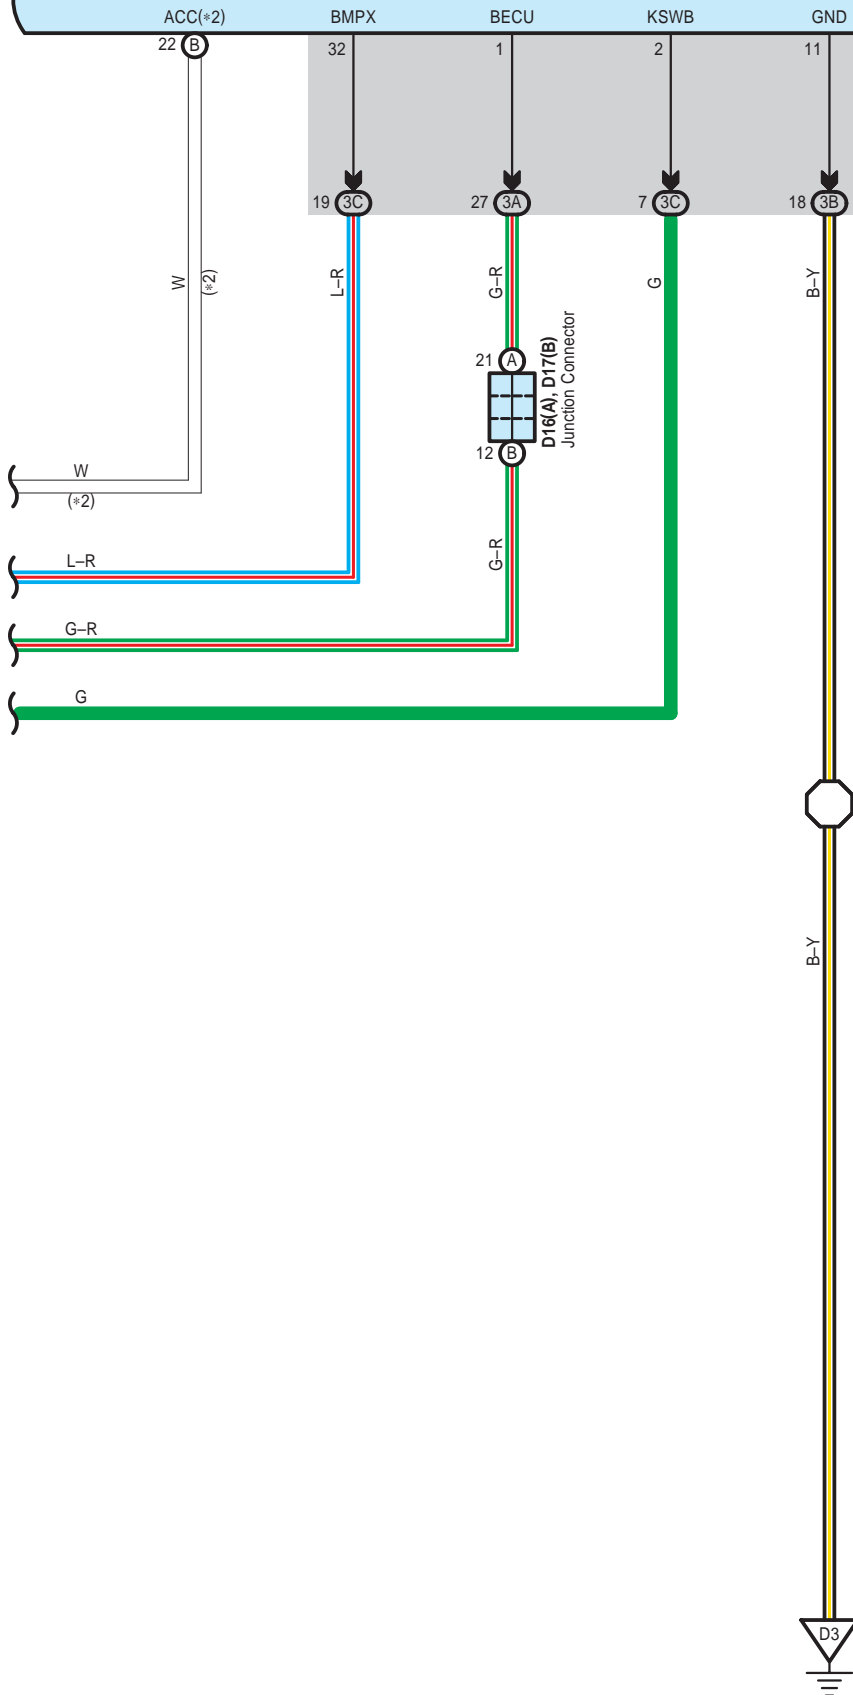 ACC(*2) BMPX BECU KSWB GND
22 B 32 1 2 11
19 3C 27 3A 7 3C 18 3B
W
(*2)
L–R
G–R
G
B–Y
21 A
D16(A), D17(B)
Junction Connector
12 B
W
(*2)
G–R
L–R
G–R
G
B–Y
D3